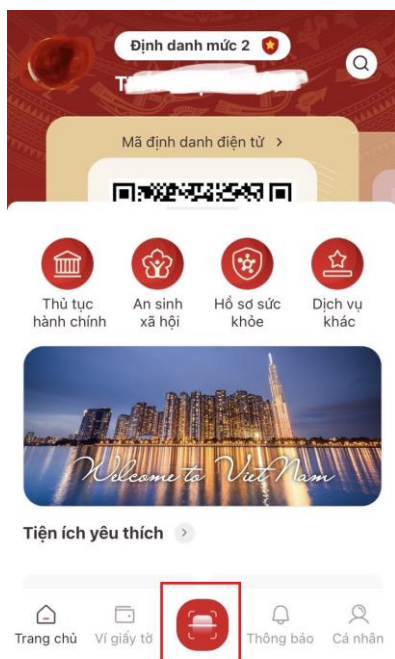 Định danh mức 2
Mã định danh điện tử >
Thủ tục hành chính
An sinh xã hội
Hồ sơ sức khỏe
Dịch vụ khác
Welcome to Viet Nam
Tiện ích yêu thích >
Trang chủ
Ví giấy tờ
Thông báo
Cá nhân